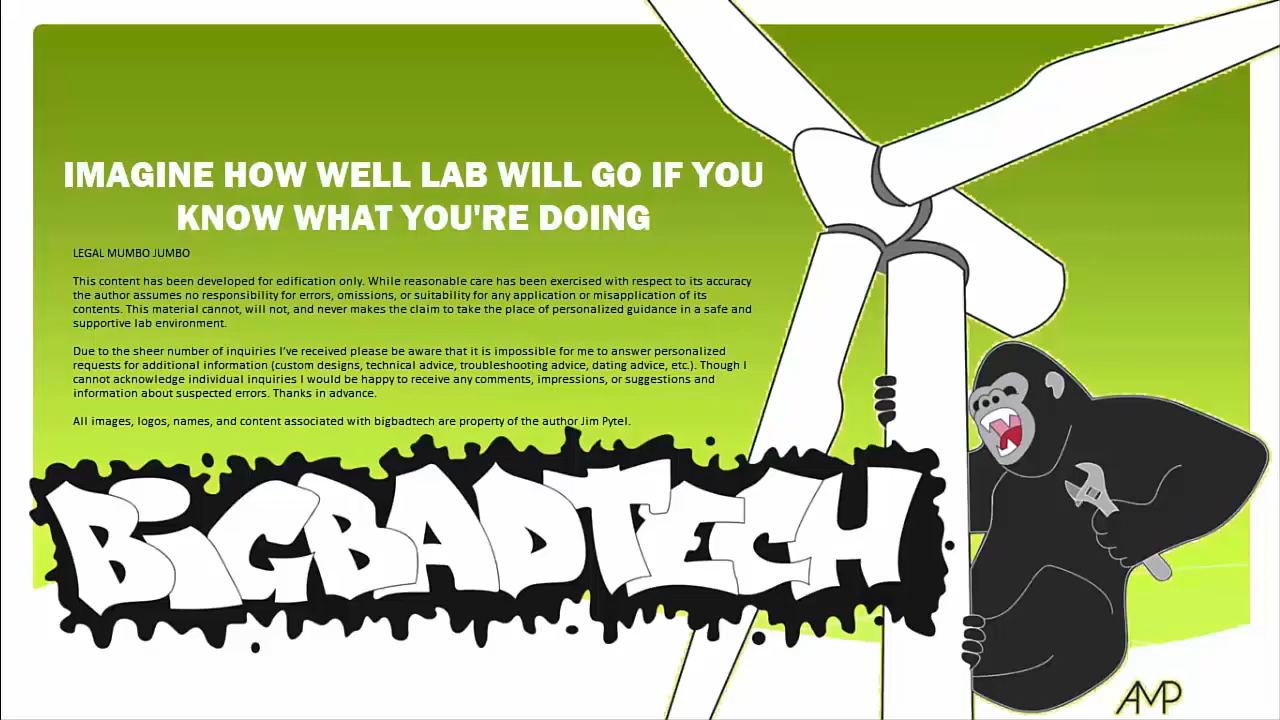 IMAGINE HOW WELL LAB WILL GO IF YOU
KNOW WHAT YOU'RE DOING
LEGAL MUMBO JUMBO
This content has been developed for edification only. While reasonable care has been exercised with respect to its accuracy
the author assumes no responsibility for errors, omissions, or suitability for any application or misapplication of its
contents. This material cannot, will not, and never makes the claim to take the place of personalized guidance in a safe and
supportive lab environment.
Due to the sheer number of inquiries I've received please be aware that it is impossible for me to answer personalized
requests for additional information (custom designs, technical advice, troubleshooting advice, dating advice, etc.). Though I
cannot acknowledge individual inquiries I would be happy to receive any comments, impressions, or suggestions and
information about suspected errors. Thanks in advance.
All images, logos, names, and content associated with bigbadtech are property of the author Jim Pytel.
BiGBADTECH
AMP